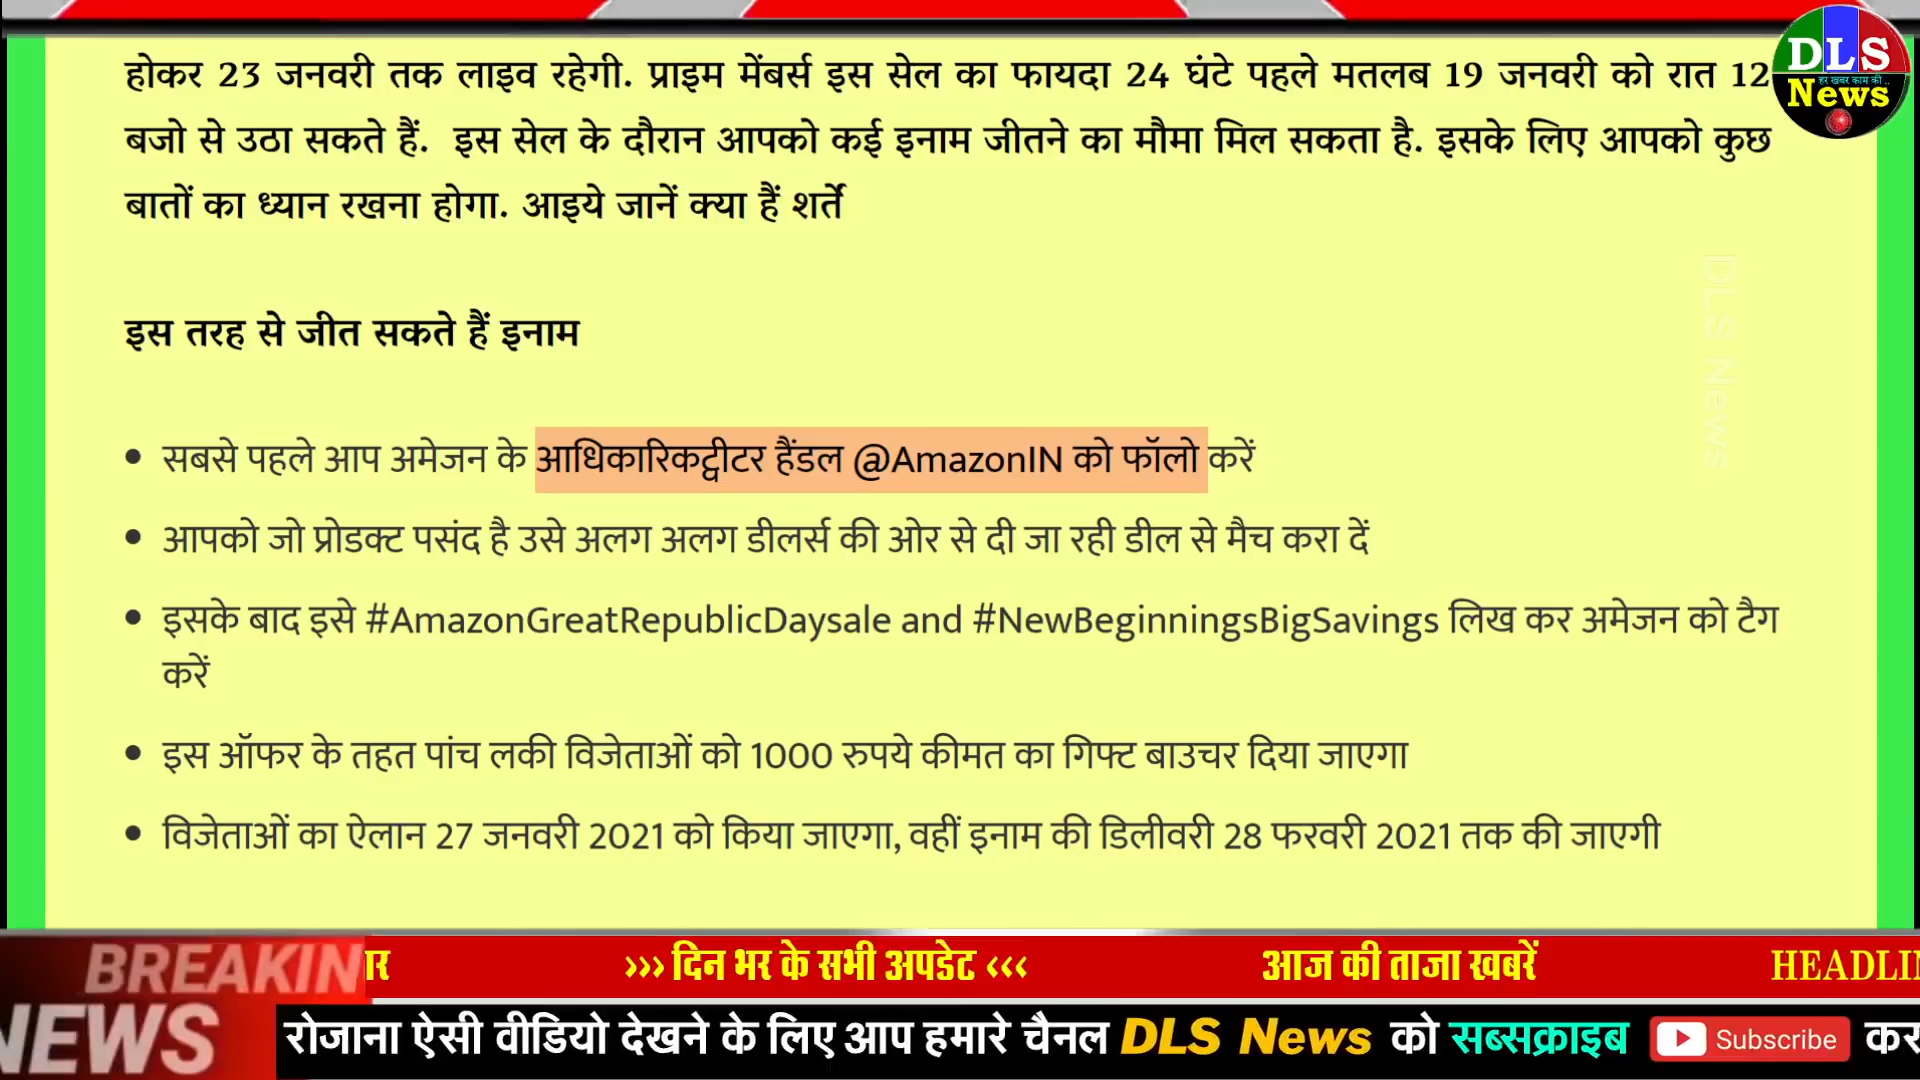 होकर 23 जनवरी तक लाइव रहेगी. प्राइम मेंबर्स इस सेल का फायदा 24 घंटे पहले मतलब 19 जनवरी को रात 12
बजो से उठा सकते हैं. इस सेल के दौरान आपको कई इनाम जीतने का मौमा मिल सकता है. इसके लिए आपको कुछ
बातों का ध्यान रखना होगा. आइये जानें क्या हैं शर्तें
DLS
हर खबर काम की..
News
DLS News
इस तरह से जीत सकते हैं इनाम
• सबसे पहले आप अमेजन के आधिकारिकट्वीटर हैंडल @AmazonIN को फॉलो करें
• आपको जो प्रोडक्ट पसंद है उसे अलग अलग डीलर्स की ओर से दी जा रही डील से मैच करा दें
• इसके बाद इसे #AmazonGreatRepublicDaysale and #NewBeginningsBigSavings लिख कर अमेजन को टैग
करें
• इस ऑफर के तहत पांच लकी विजेताओं को 1000 रुपये कीमत का गिफ्ट बाउचर दिया जाएगा
• विजेताओं का ऐलान 27 जनवरी 2021 को किया जाएगा, वहीं इनाम की डिलीवरी 28 फरवरी 2021 तक की जाएगी
BREAKIN
NEWS
››› दिन भर के सभी अपडेट ‹‹‹ आज की ताजा खबरें HEADLI
रोजाना ऐसी वीडियो देखने के लिए आप हमारे चैनल DLS News को सब्सक्राइब Subscribe कर